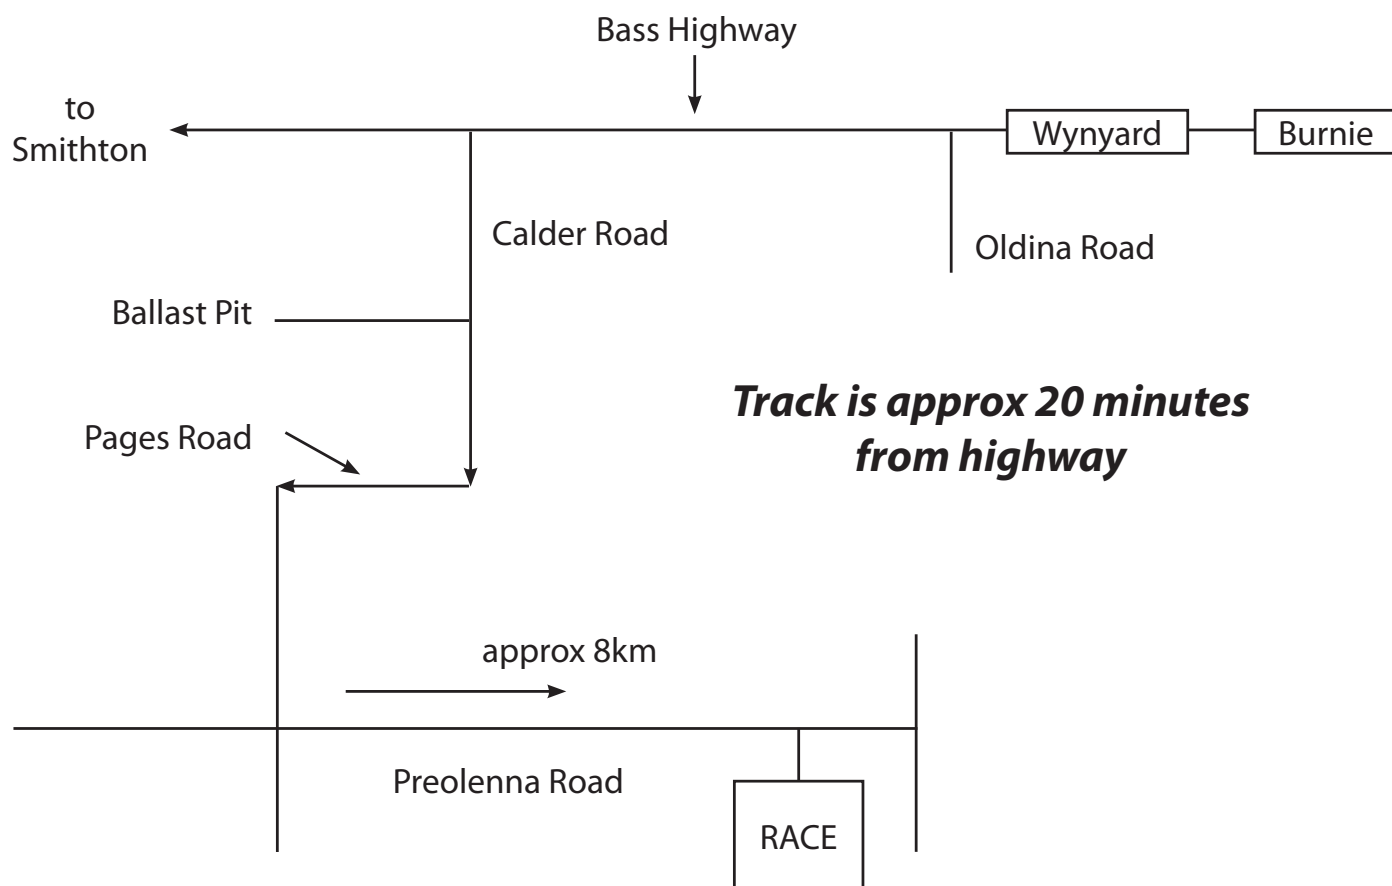 Bass Highway
to
Smithton
Wynyard
Burnie
Calder Road
Oldina Road
Ballast Pit
Track is approx 20 minutes
from highway
Pages Road
approx 8km
Preolenna Road
RACE